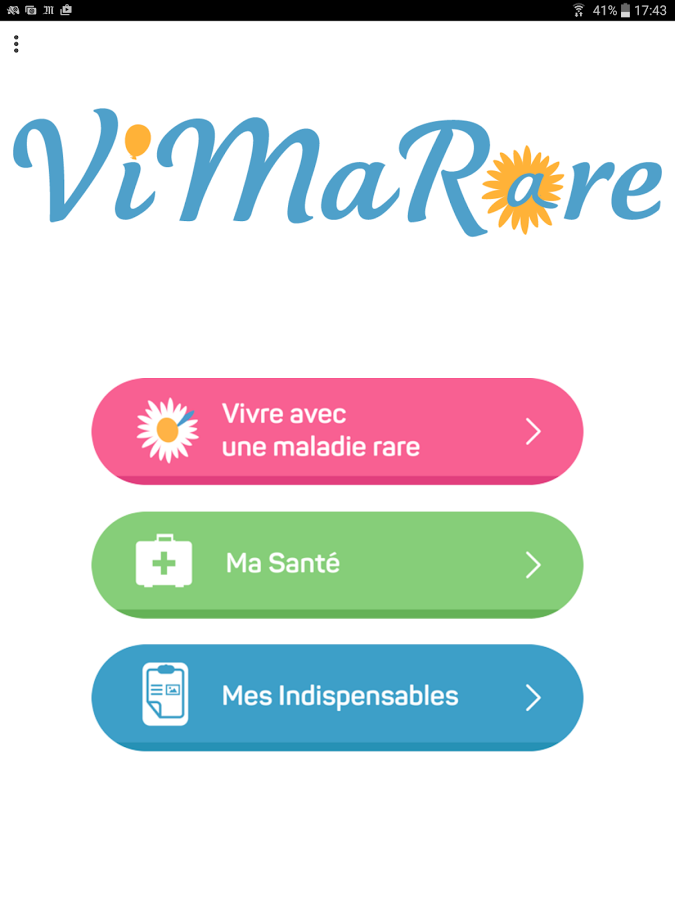 41% 17:43
ViMaRare
Vivre avec
une maladie rare
Ma Santé
Mes Indispensables